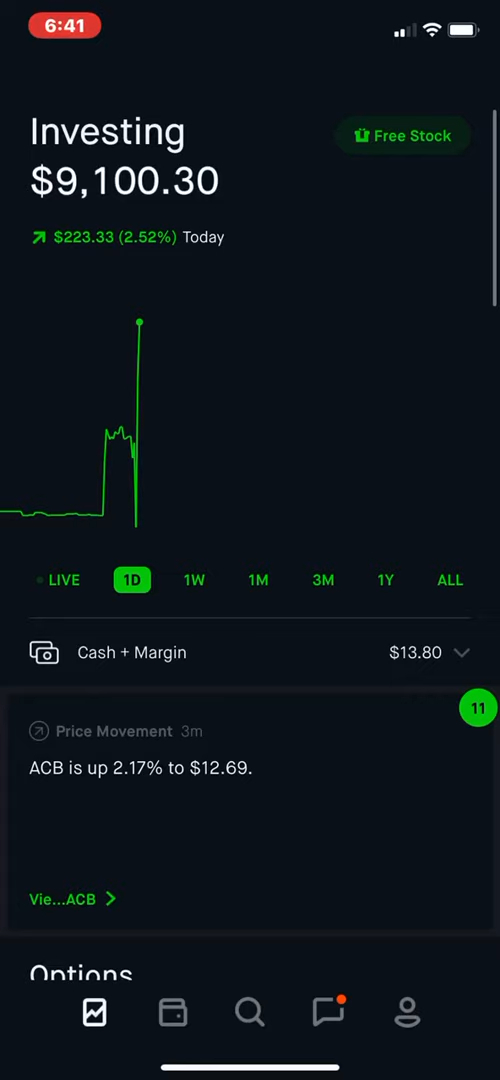 6:41
Investing
Free Stock
$9,100.30
$223.33 (2.52%) Today
LIVE 1D 1W 1M 3M 1Y ALL
Cash + Margin $13.80
11
Price Movement 3m
ACB is up 2.17% to $12.69.
Vie...ACB
Options